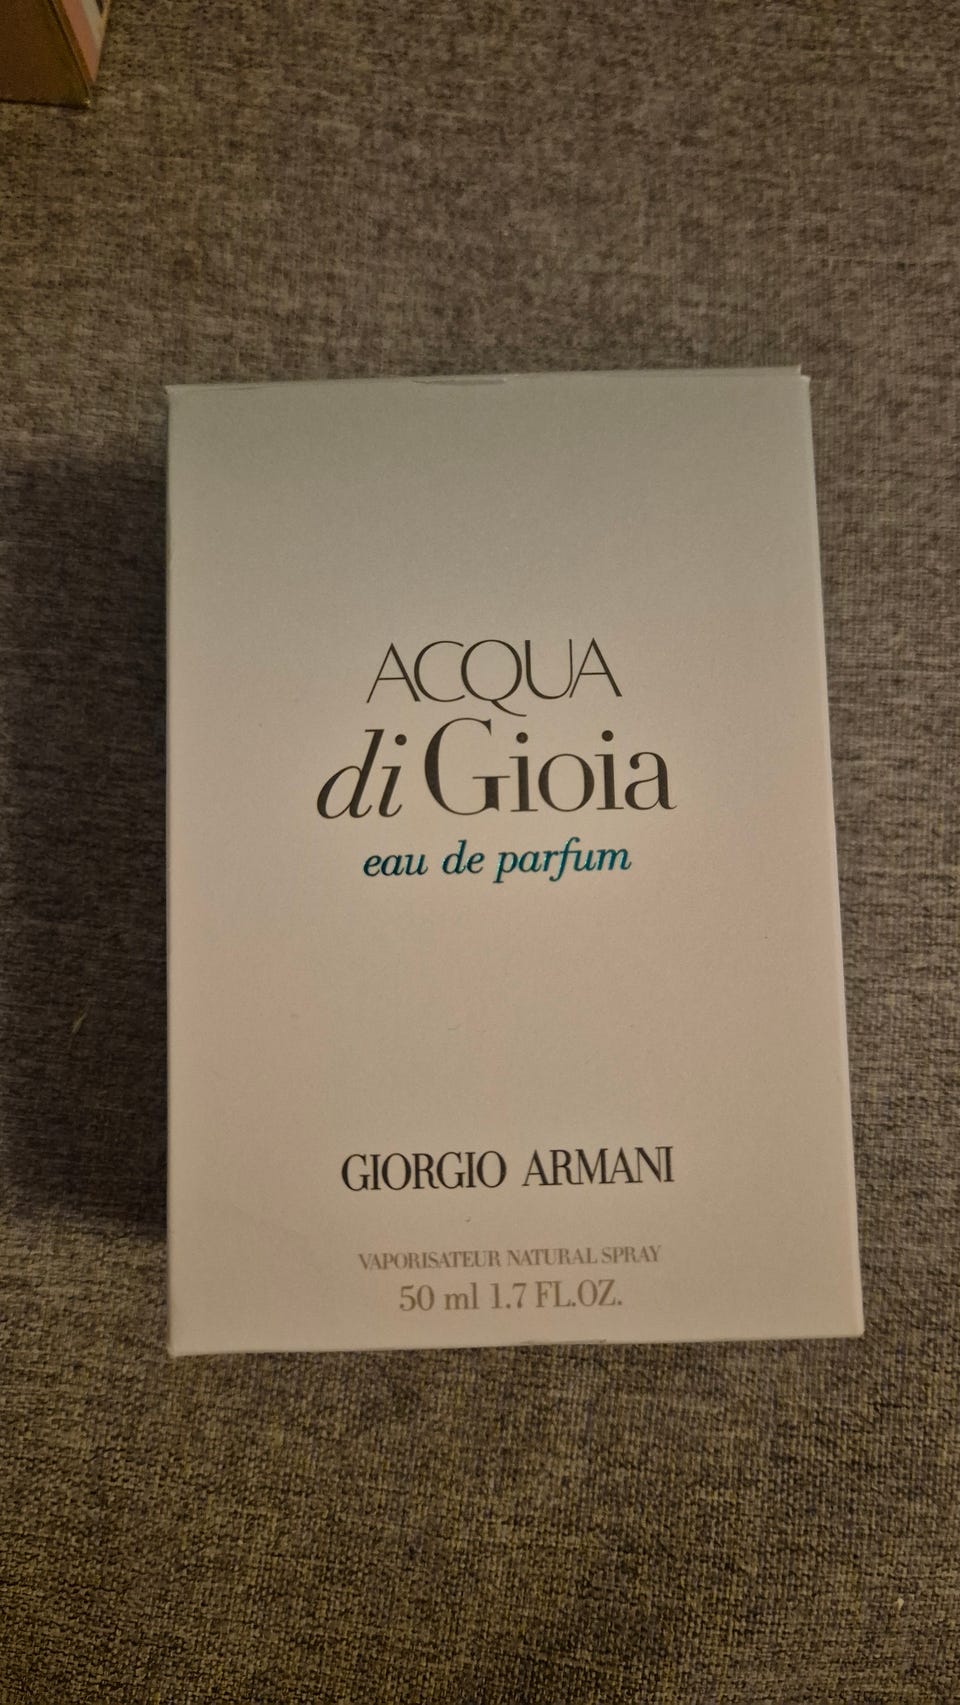 ACQUA
di Gioia
eau de parfum
GIORGIO ARMANI
VAPORISATEUR NATURAL SPRAY
50 ml 1.7 FL.OZ.